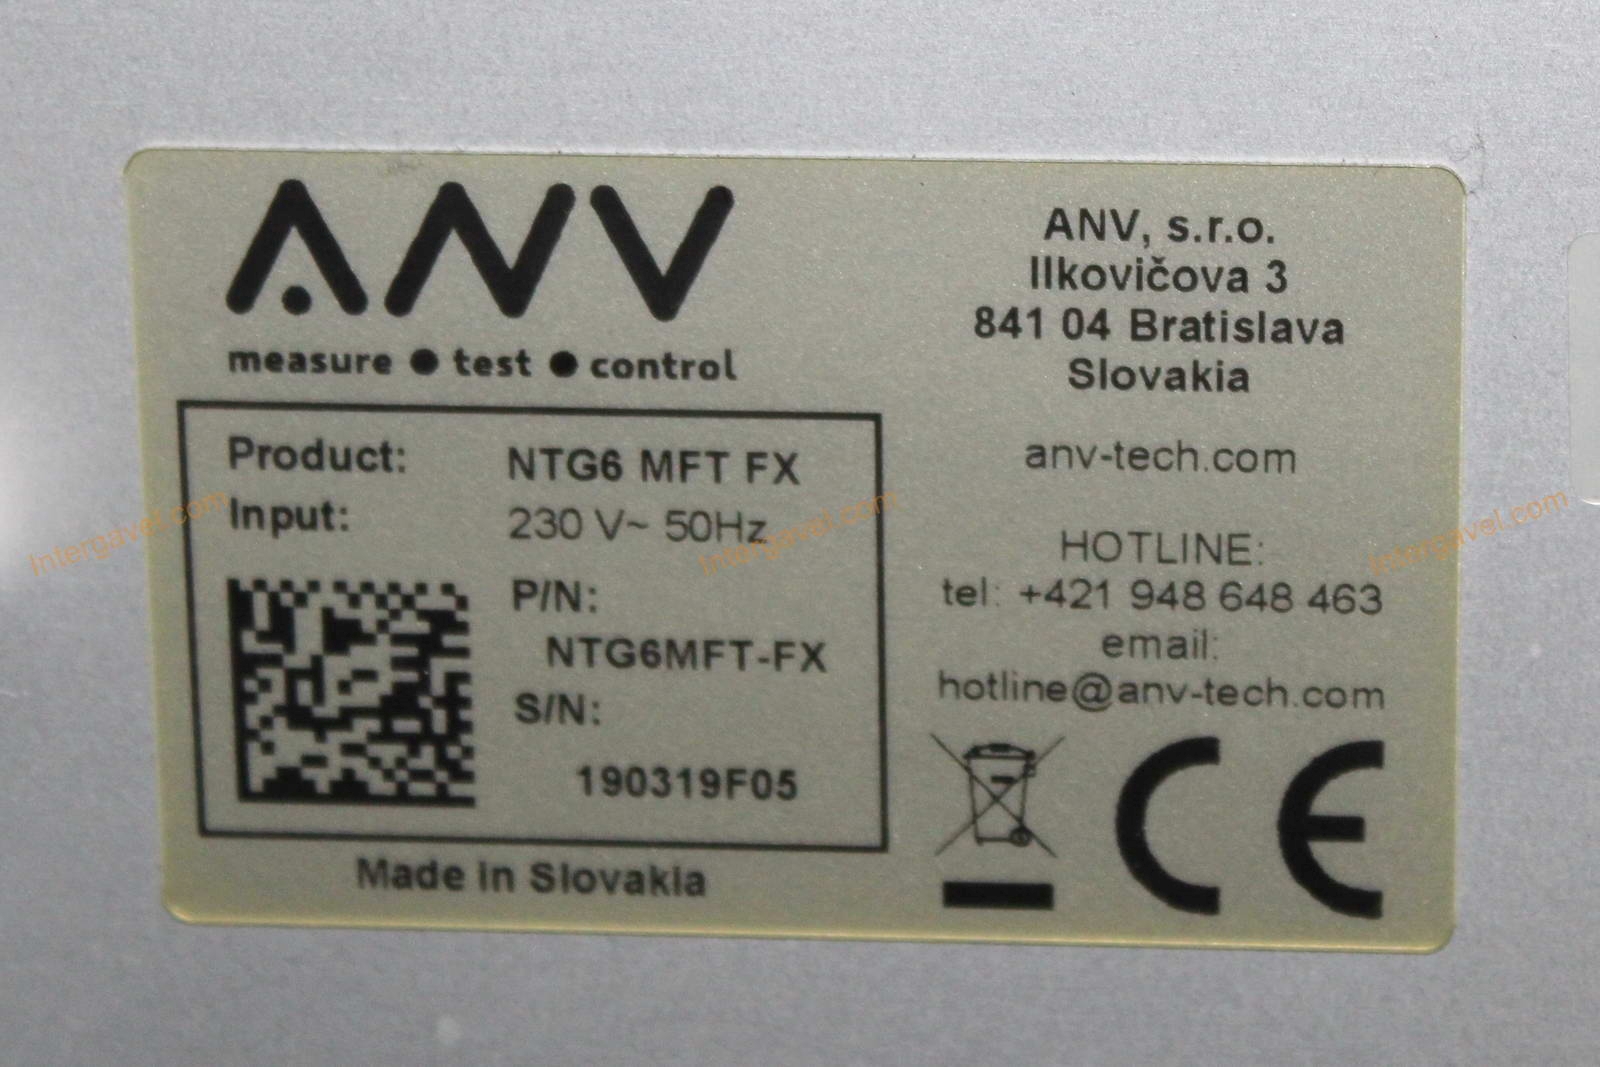 ANV
measure ● test ● control
Product: NTG6 MFT FX
Input: 230 V~ 50Hz
P/N:
NTG6MFT-FX
S/N:
190319F05
Made in Slovakia
ANV, s.r.o.
Ilkovičova 3
841 04 Bratislava
Slovakia
anv-tech.com
HOTLINE:
tel: +421 948 648 463
email:
hotline@anv-tech.com
CE
Intergavel.com
Intergavel.com
Intergavel.com